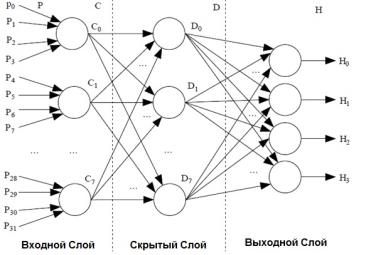 P C D H
P0
P1
P2
P3
C0
D0
H0
P4
P5
P6
P7
C1
D1
H1
...
...
...
...
...
...
...
H2
P28
P29
P30
P31
C7
D7
H3
Входной Слой
Скрытый Слой
Выходной Слой